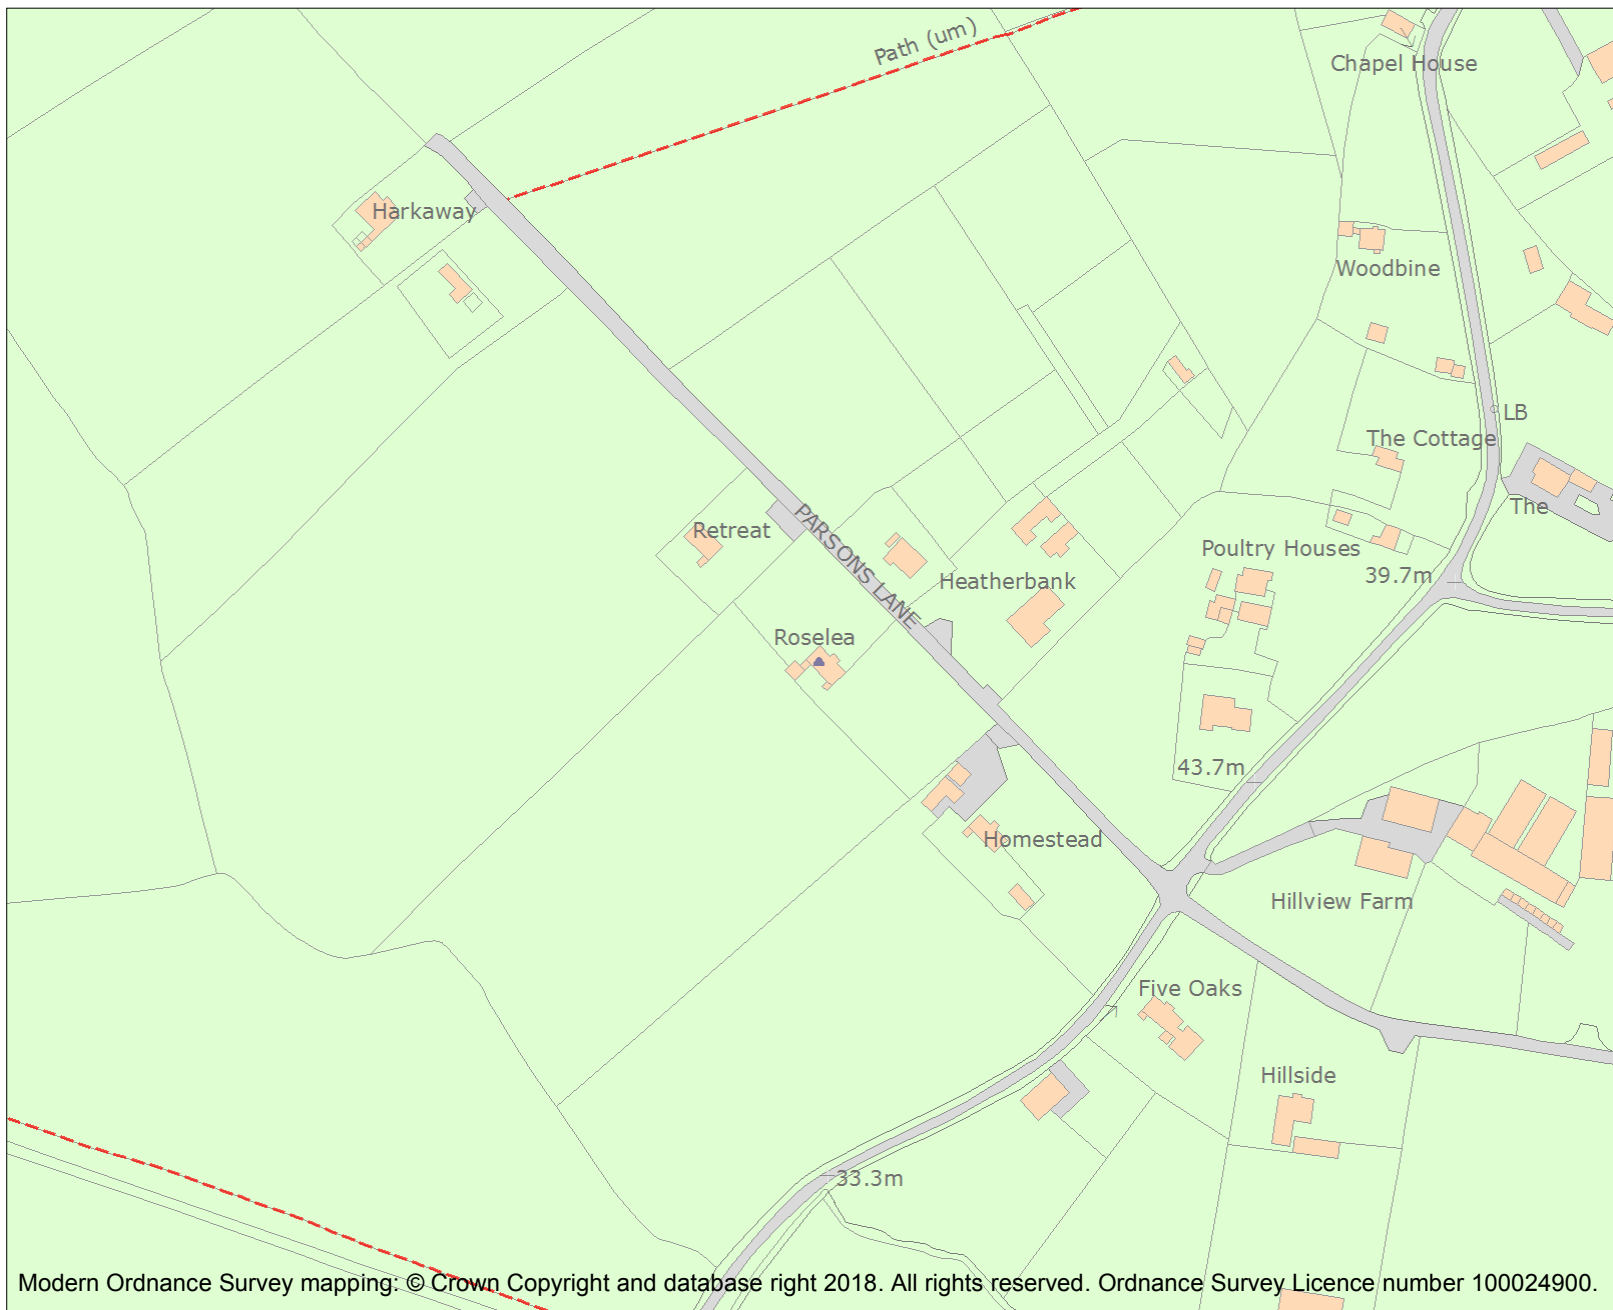 Path (um)
Chapel House
Harkaway
Woodbine
LB
The Cottage
The
Retreat
PARSONS LANE
Poultry Houses
39.7m
Heatherbank
Roselea
43.7m
Homestead
Hillview Farm
Five Oaks
Hillside
33.3m
Modern Ordnance Survey mapping: © Crown Copyright and database right 2018. All rights reserved. Ordnance Survey Licence number 100024900.